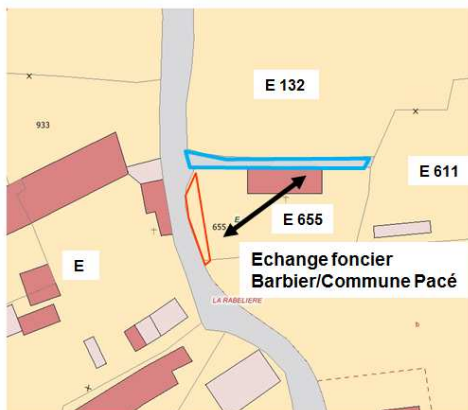 E 132
933
E 611
E
655
E 655
E
Echange foncier
Barbier/Commune Pacé
LA RABELIERE
b